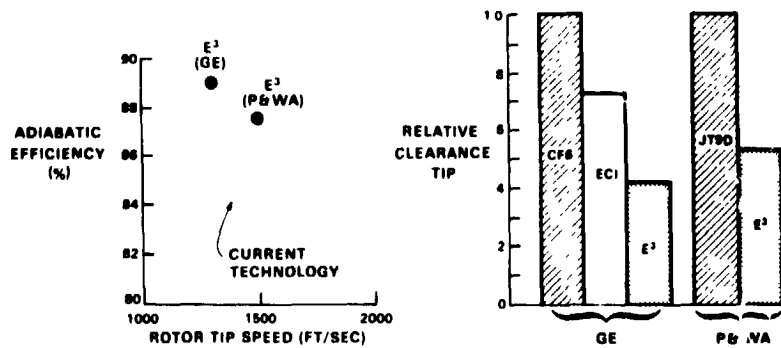 ADIABATIC
EFFICIENCY
(%)
90
88
86
84
82
80
E³
(GE)
E³
(P&WA)
CURRENT
TECHNOLOGY
1000
1500
2000
ROTOR TIP SPEED (FT/SEC)
RELATIVE
CLEARANCE
TIP
10
8
6
4
2
0
CF6
ECI
E³
JT9D
E³
GE
P& WA